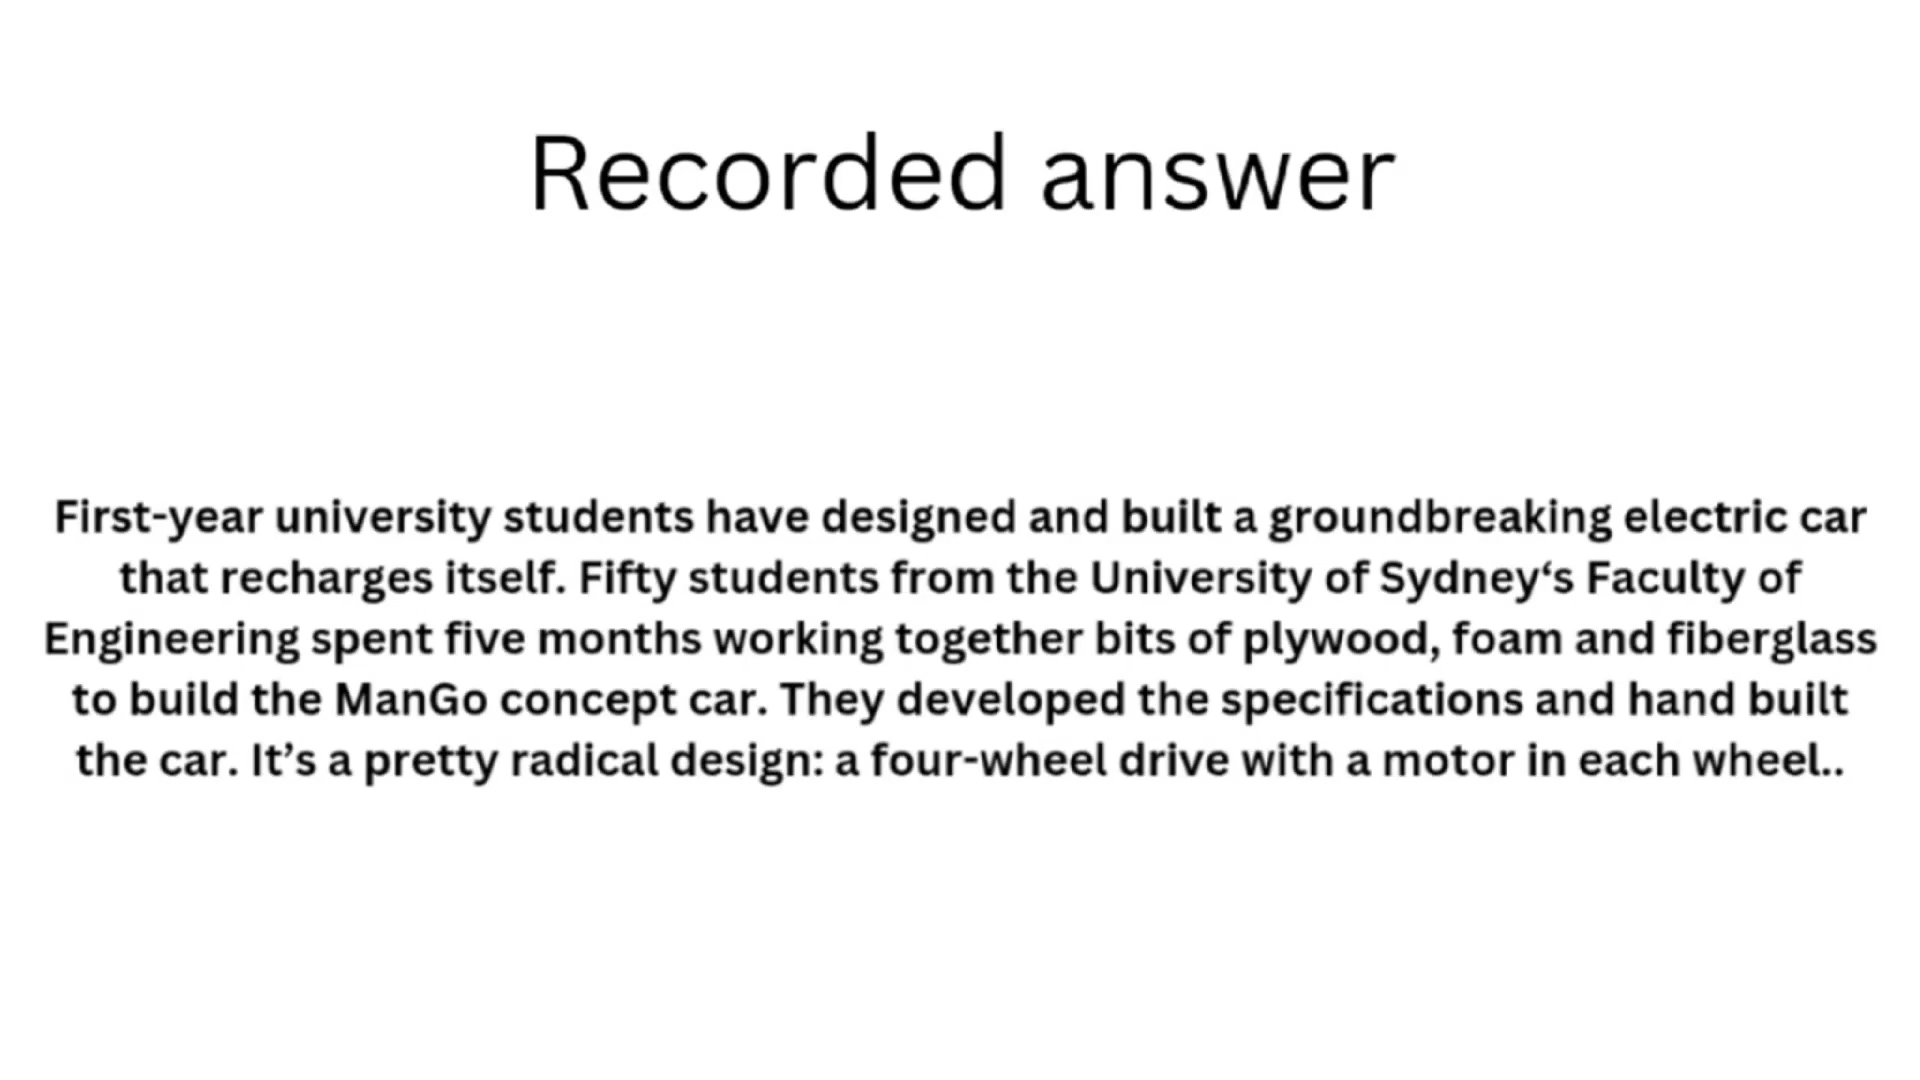 Recorded answer
First-year university students have designed and built a groundbreaking electric car
that recharges itself. Fifty students from the University of Sydney‘s Faculty of
Engineering spent five months working together bits of plywood, foam and fiberglass
to build the ManGo concept car. They developed the specifications and hand built
the car. It’s a pretty radical design: a four-wheel drive with a motor in each wheel..